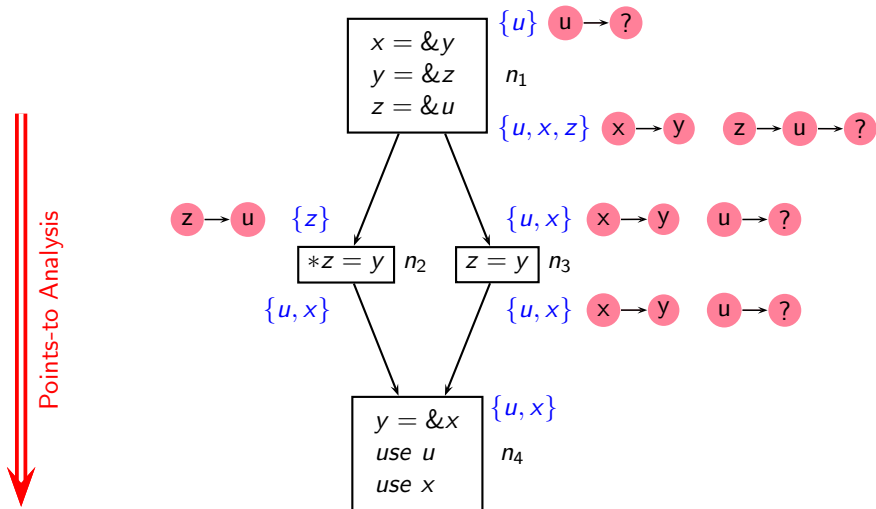 {u} u → ?
x = &y
y = &z
z = &u
n₁
{u, x, z} x → y z → u → ?
z → u {z} {u, x} x → y u → ?
*z = y n₂ z = y n₃
{u, x} {u, x} x → y u → ?
Points-to Analysis
{u, x}
y = &x
use u
use x
n₄